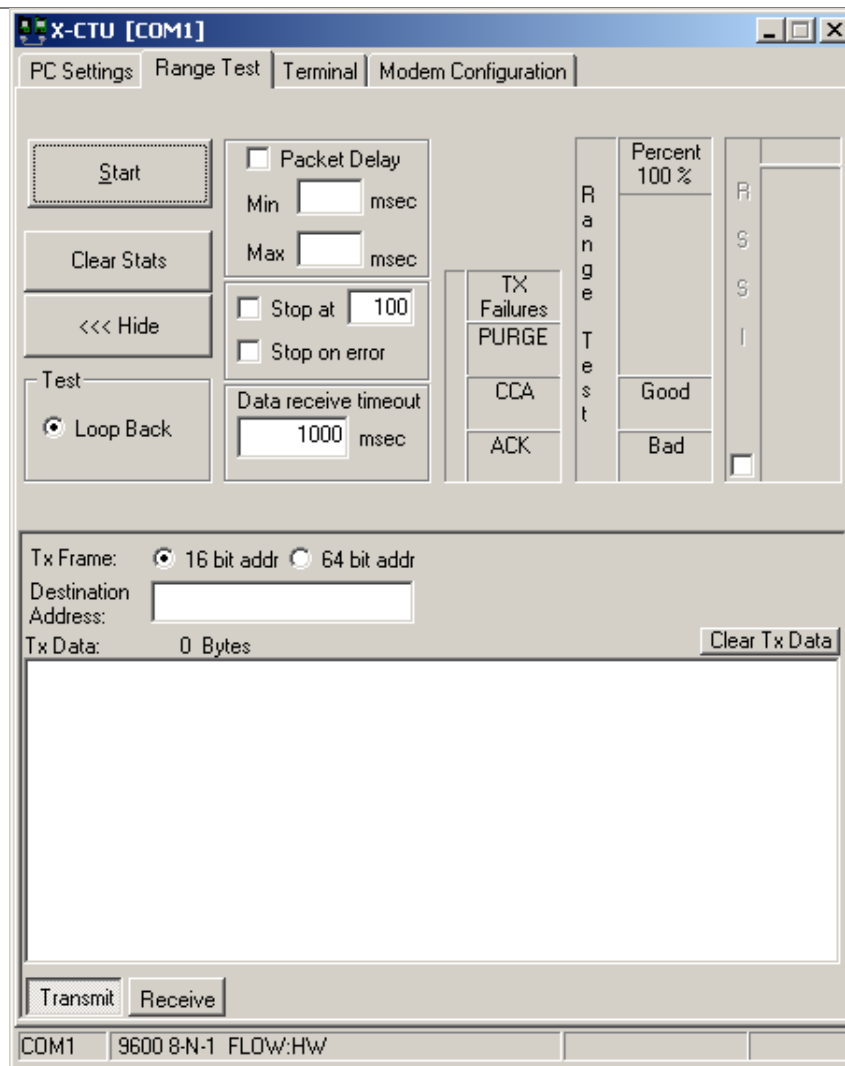 X-CTU [COM1]
PC Settings
Range Test
Terminal
Modem Configuration
Start
Clear Stats
<<< Hide
Test
Loop Back
Packet Delay
Min
msec
Max
msec
Stop at
100
Stop on error
Data receive timeout
1000
msec
TX
Failures
PURGE
CCA
ACK
Range Test
Percent
100 %
Good
Bad
RSSI
Tx Frame:
16 bit addr
64 bit addr
Destination
Address:
Tx Data:
0 Bytes
Clear Tx Data
Transmit
Receive
COM1
9600 8-N-1 FLOW:HW